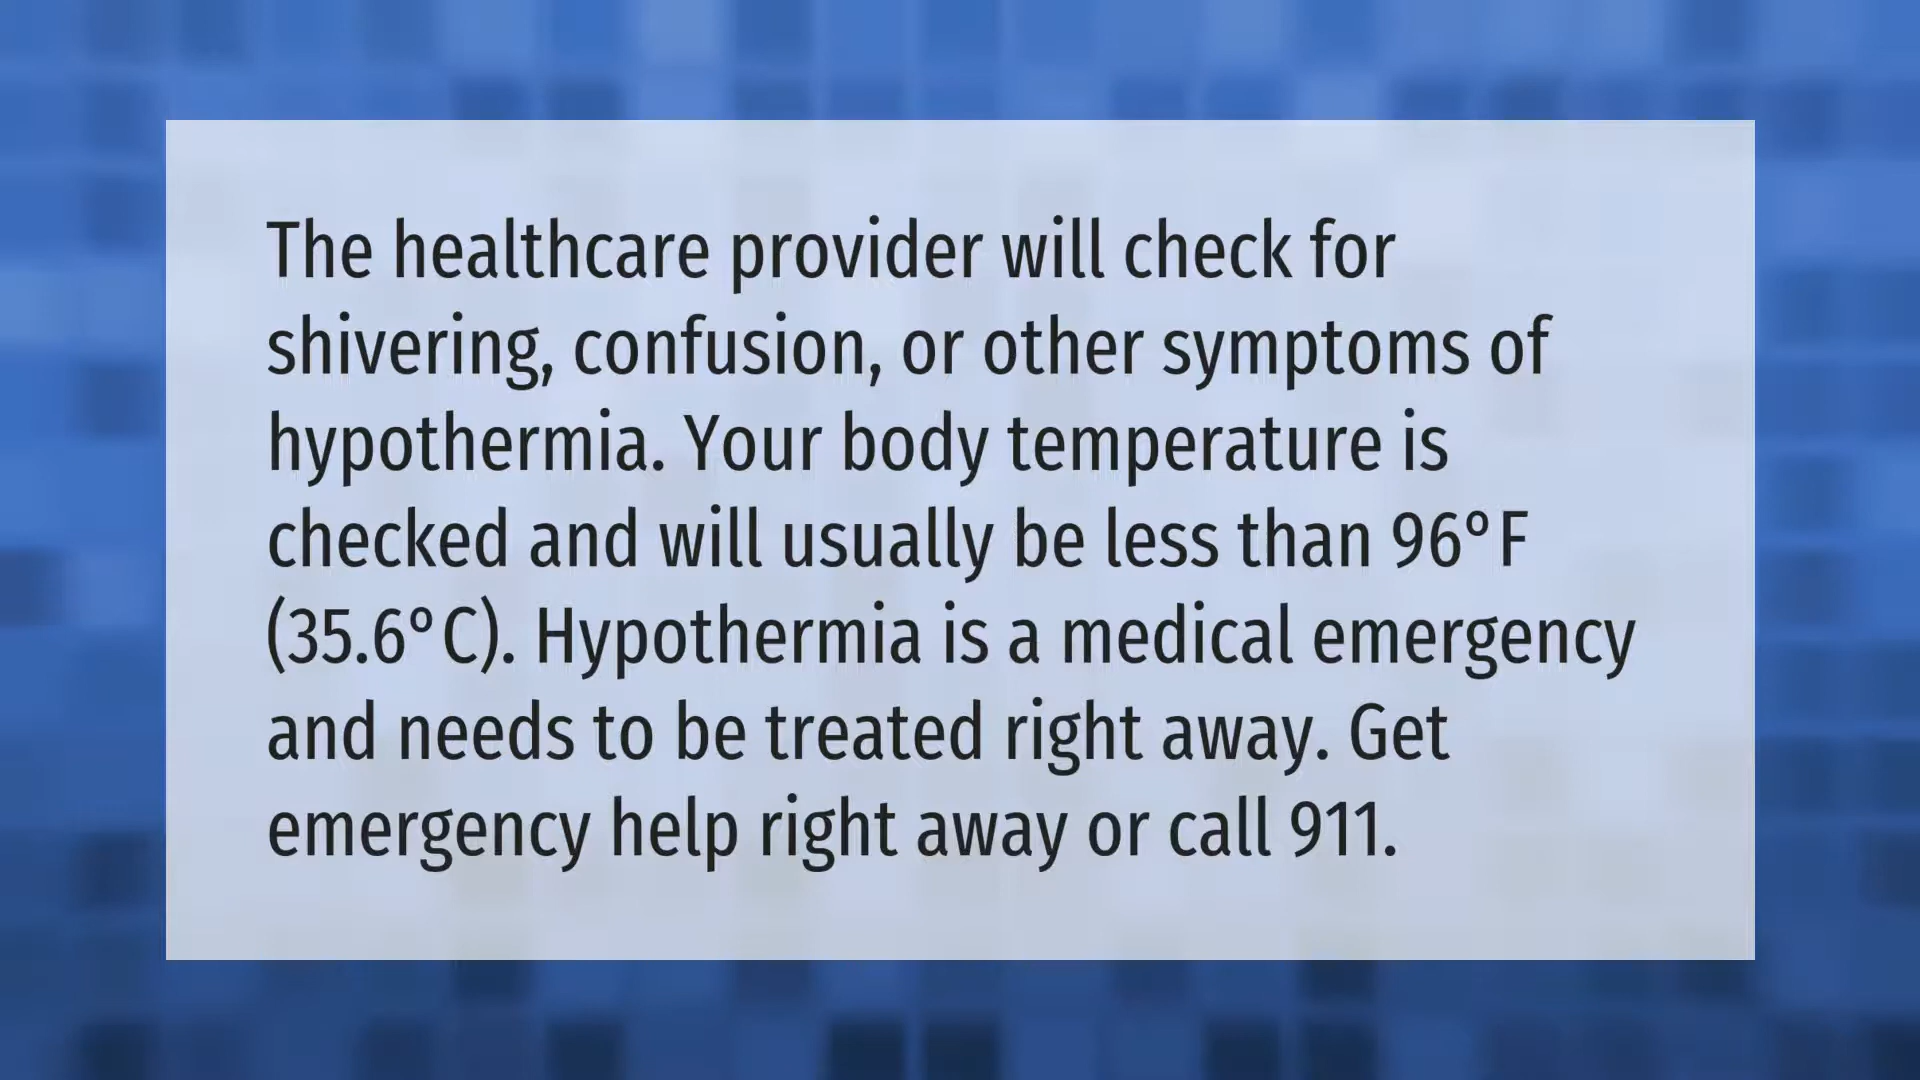 The healthcare provider will check for
shivering, confusion, or other symptoms of
hypothermia. Your body temperature is
checked and will usually be less than 96°F
(35.6°C). Hypothermia is a medical emergency
and needs to be treated right away. Get
emergency help right away or call 911.